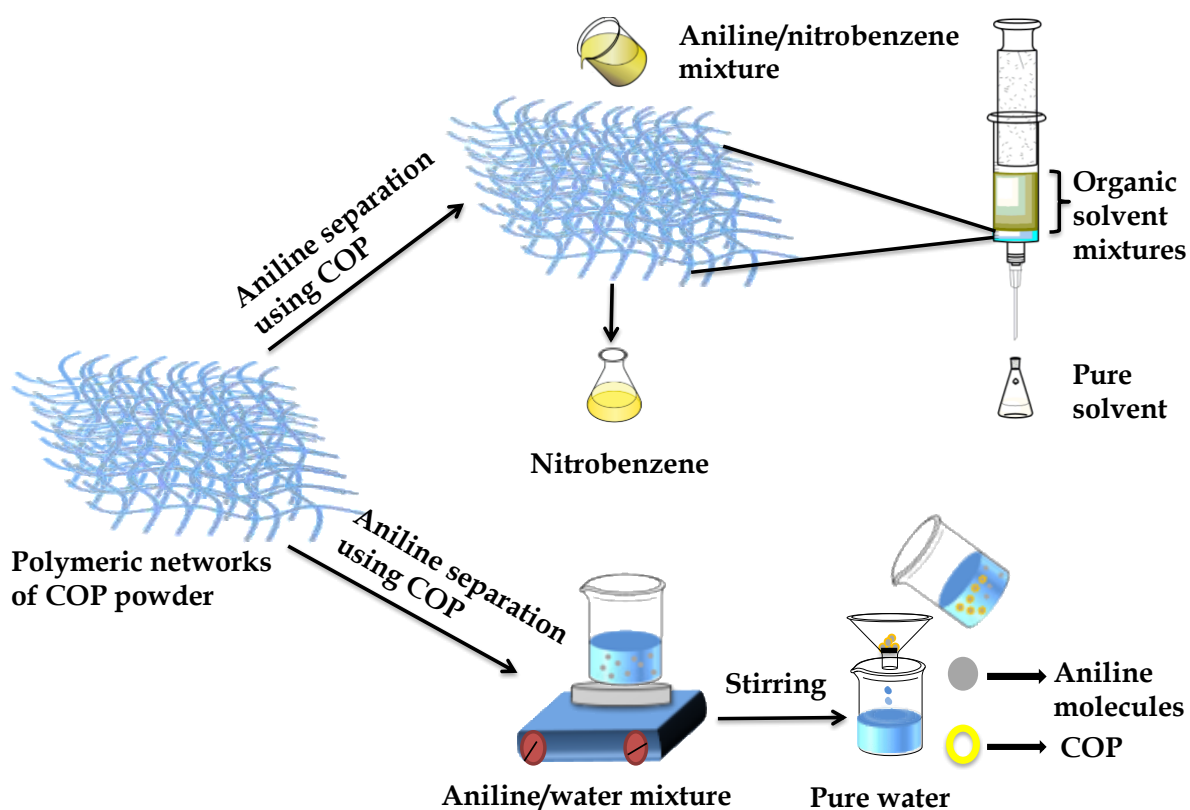 Aniline/nitrobenzene
mixture
Aniline separation
using COP
Organic
solvent
mixtures
Pure
solvent
Nitrobenzene
Polymeric networks
of COP powder
Aniline separation
using COP
Stirring
Aniline
molecules
COP
Aniline/water mixture
Pure water